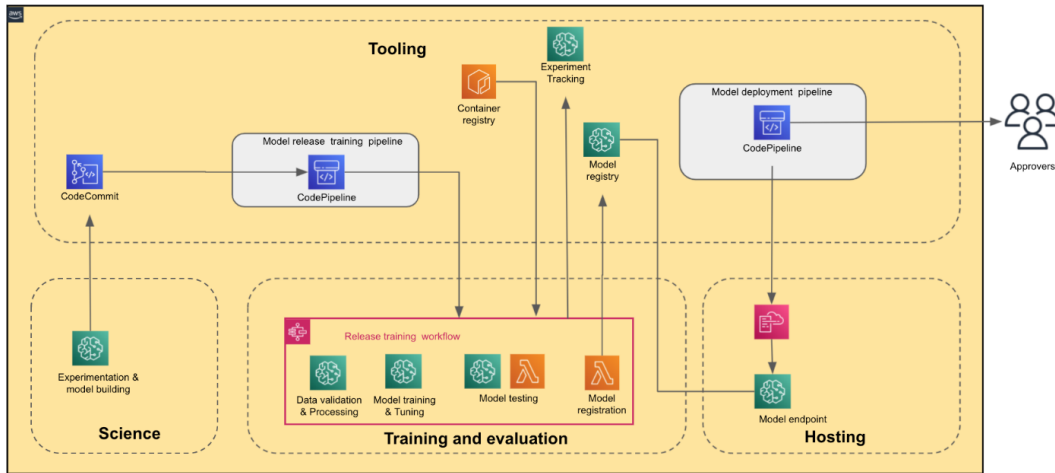 aws
Tooling
Experiment
Tracking
Container
registry
Model deployment pipeline
CodePipeline
Approvers
Model release training pipeline
CodePipeline
CodeCommit
Model
registry
Release training workflow
Data validation
& Processing
Model training
& Tuning
Model testing
Model
registration
Experimentation &
model building
Model endpoint
Science
Training and evaluation
Hosting